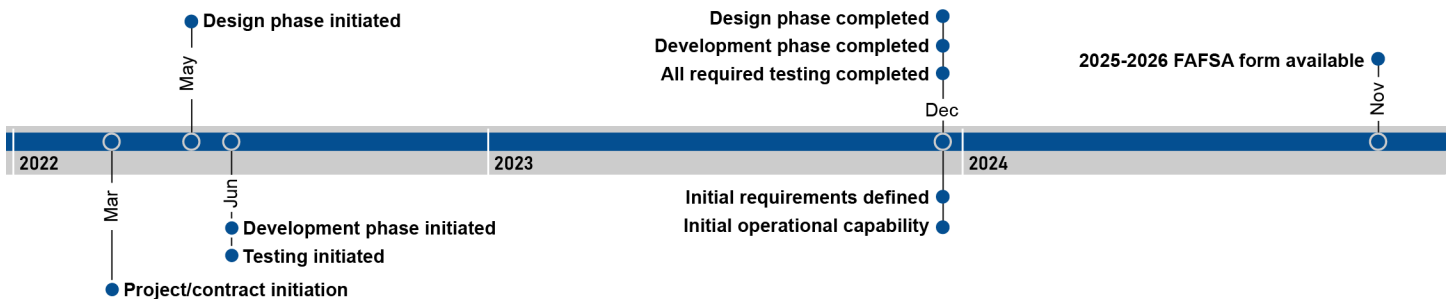 Design phase initiated
May
Design phase completed
Development phase completed
All required testing completed
Dec
2025-2026 FAFSA form available
Nov
2022
2023
2024
Mar
Jun
Development phase initiated
Testing initiated
Project/contract initiation
Initial requirements defined
Initial operational capability